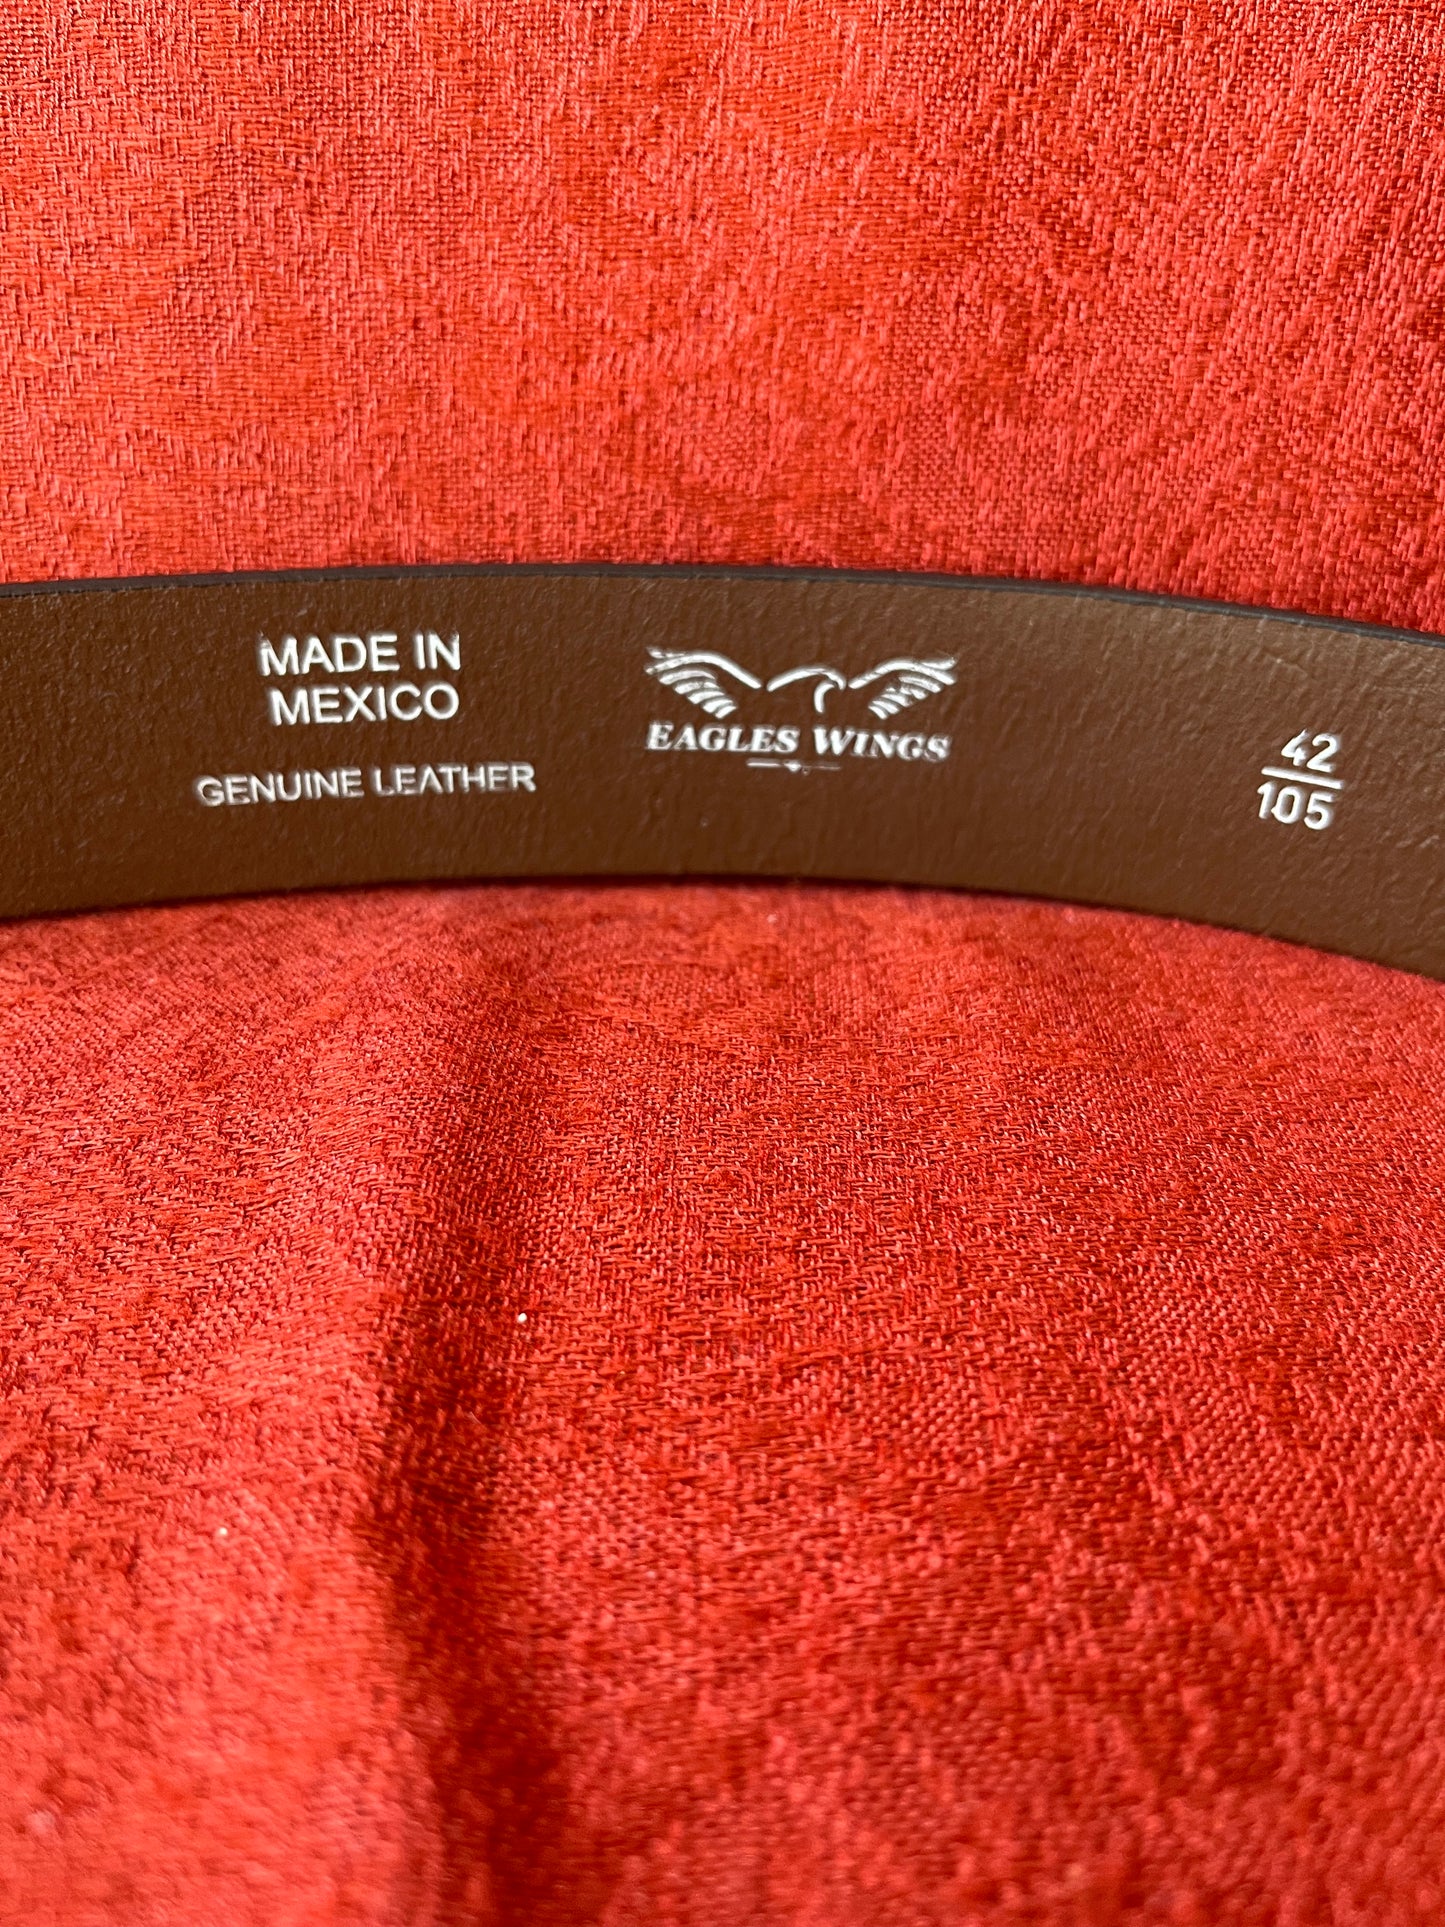 MADE IN
MEXICO
GENUINE LEATHER
EAGLES WINGS
42
105